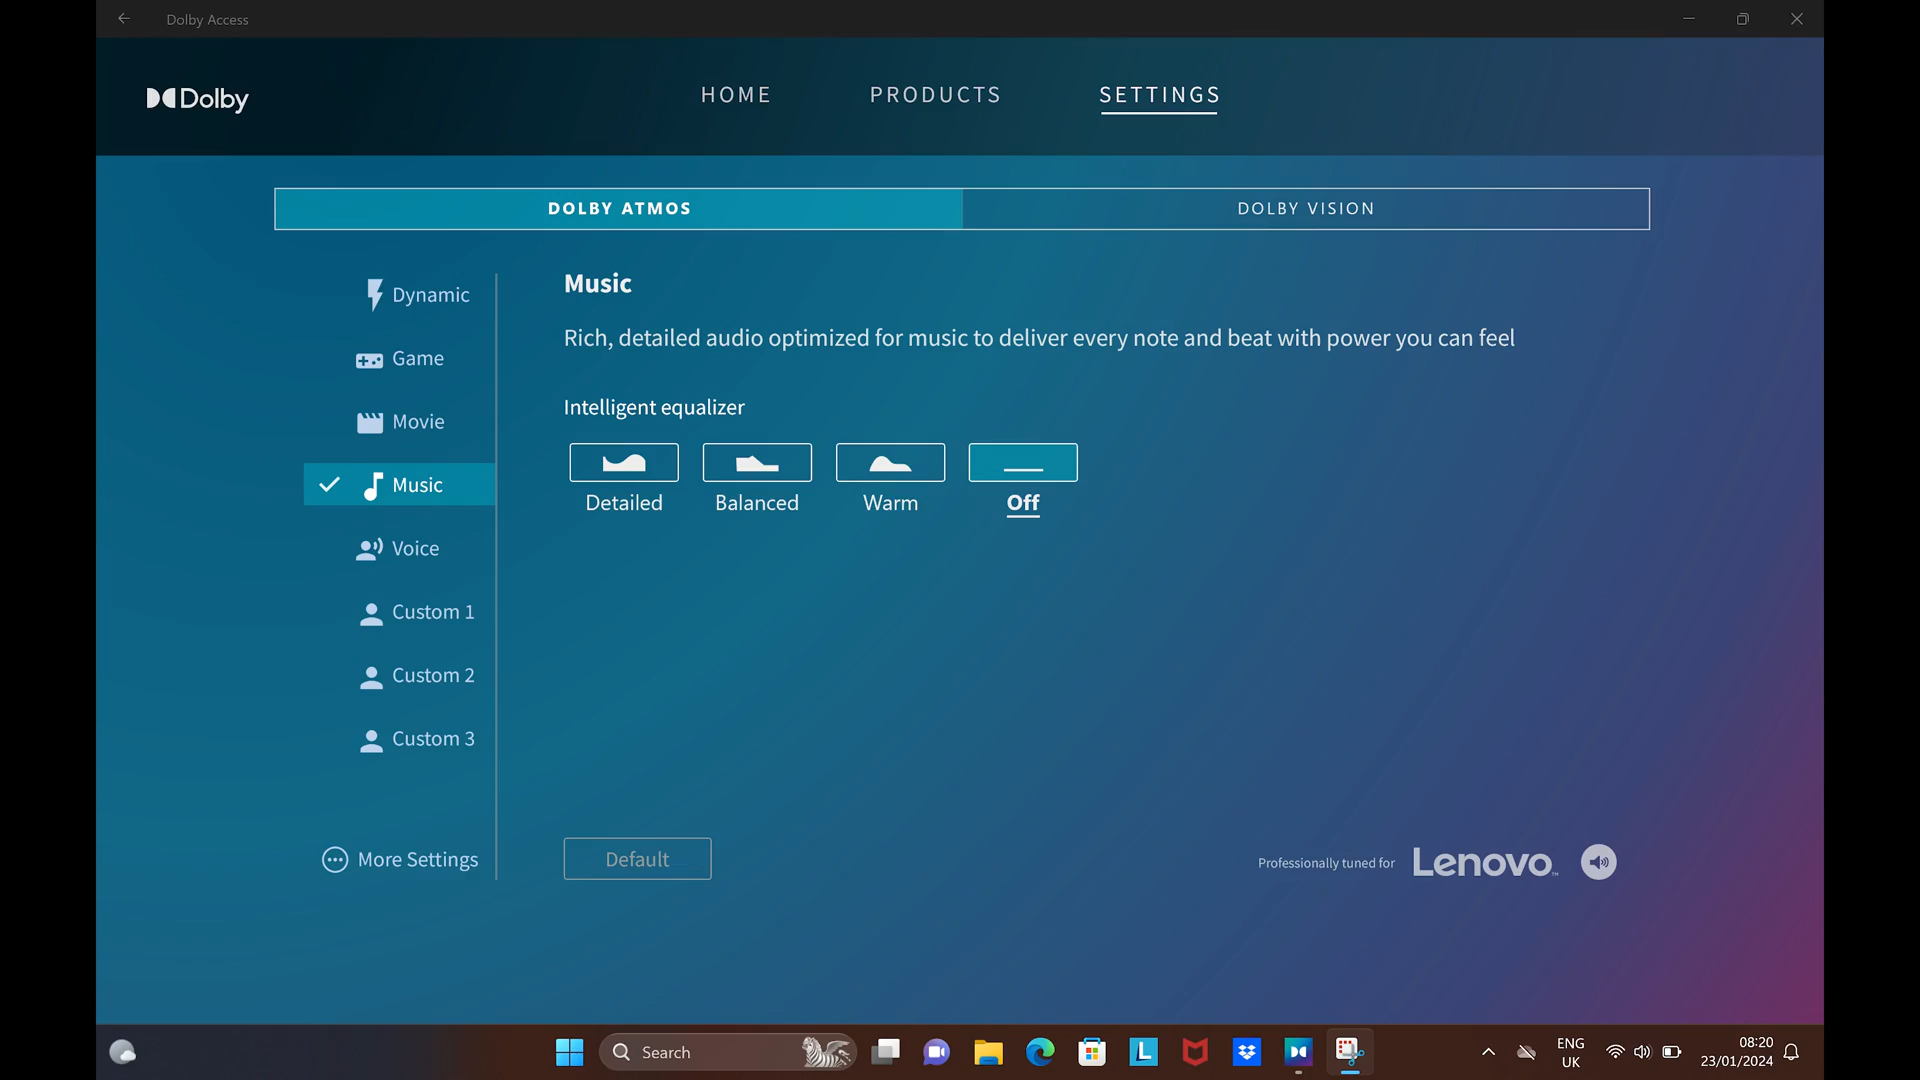 Dolby Access
Dolby
HOME
PRODUCTS
SETTINGS
DOLBY ATMOS
DOLBY VISION
Dynamic
Game
Movie
Music
Voice
Custom 1
Custom 2
Custom 3
More Settings
Music
Rich, detailed audio optimized for music to deliver every note and beat with power you can feel
Intelligent equalizer
Detailed
Balanced
Warm
Off
Default
Professionally tuned for
Lenovo™
Search
L
ENG
UK
08:20
23/01/2024